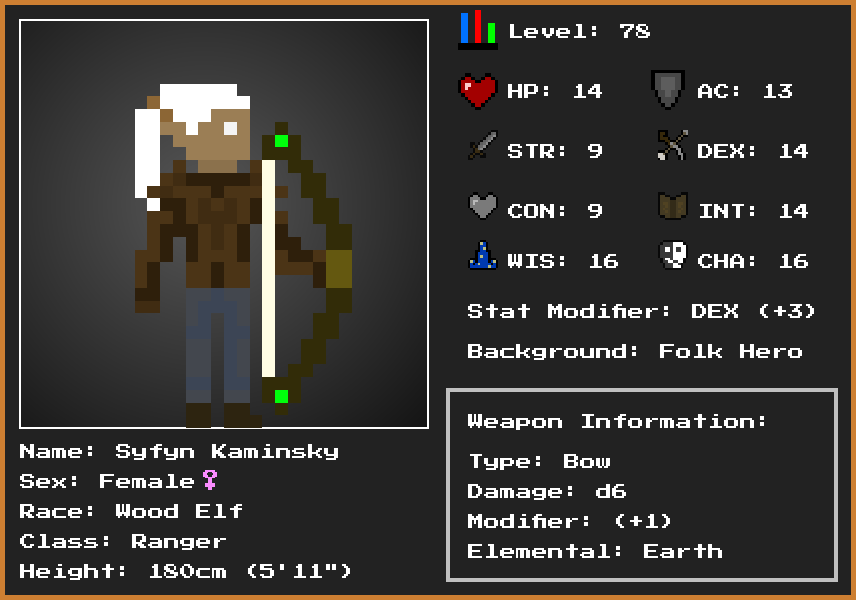 Level: 78
HP: 14
AC: 13
STR: 9
DEX: 14
CON: 9
INT: 14
WIS: 16
CHA: 16
Stat Modifier: DEX (+3)
Background: Folk Hero
Weapon Information:
Type: Bow
Damage: d6
Modifier: (+1)
Elemental: Earth
Name: Syfyn Kaminsky
Sex: Female♀
Race: Wood Elf
Class: Ranger
Height: 180cm (5'11")